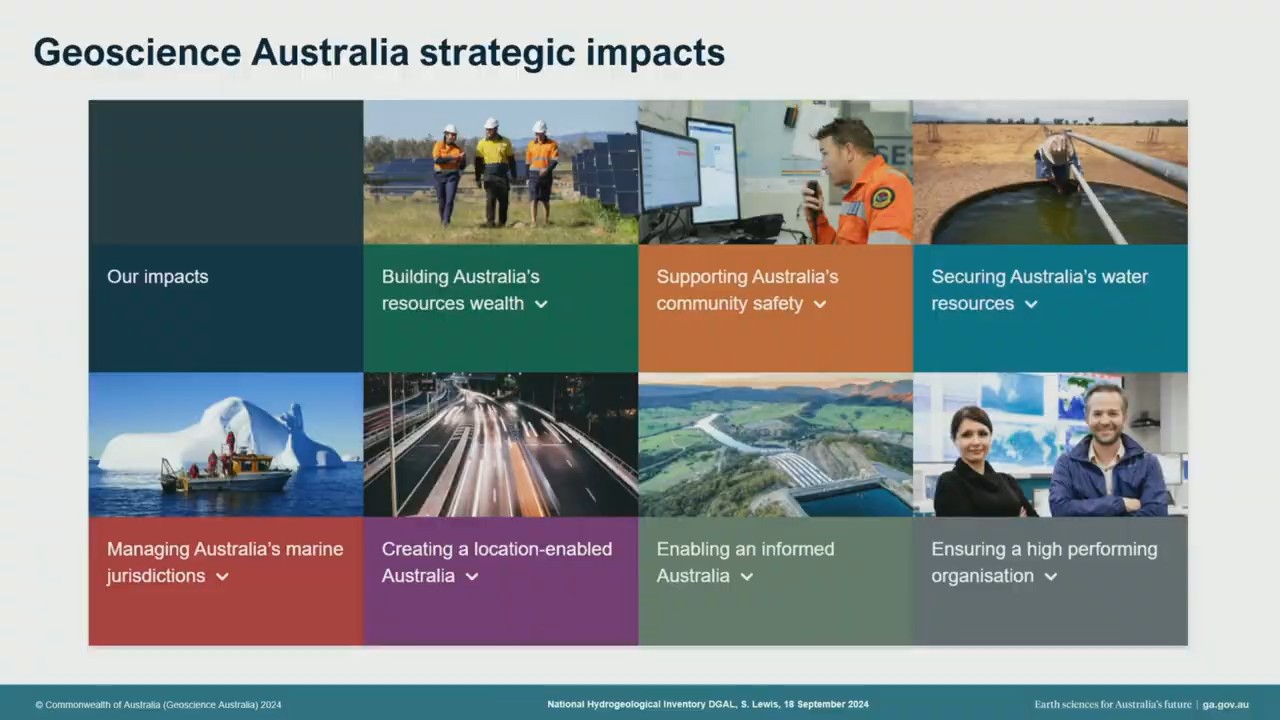 Geoscience Australia strategic impacts
Our impacts
Building Australia's
resources wealth
Supporting Australia's
community safety
Securing Australia's water
resources
Managing Australia's marine
jurisdictions
Creating a location-enabled
Australia
Enabling an informed
Australia
Ensuring a high performing
organisation
© Commonwealth of Australia (Geoscience Australia) 2024
National Hydrogeological Inventory DGAL, S. Lewis, 18 September 2024
Earth sciences for Australia's future | ga.gov.au